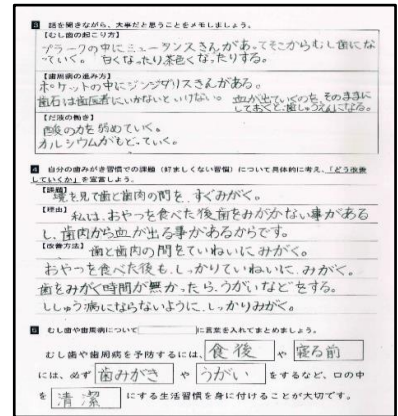 3 話を聞きながら、大事だと思うことをメモしましょう。
【むし歯の起こり方】
プラークの中にミュータンスきんがあってそこからむし歯にな
っていく。白くなったり茶色くなったりする。
【歯周病の進み方】
ポケットの中にジンジバリスきんがある。
歯石は歯医者にいかないといけない。血が出ていくのを、そのままに
しておくと、歯しゅうえんになる。
【だ液の働き】
酸の力を弱めていく。
カルシウムがもどっていく。
4 自分の歯みがき習慣での課題(好ましくない習慣)について具体的に考え、「どう改善
していくか」を宣言しよう。
【課題】
鏡を見て歯と歯肉の間を、すぐみがく。
【理由】
私は、おやつを食べた後歯をみがかない事がある
し、歯肉から血が出る事があるからです。
【改善方法】
歯と歯肉の間をていねいに、みがく。
おやつを食べた後も、しっかりていねいに、みがく。
歯をみがく時間が無かったら、うがいなどをする。
ししゅう病にならないように、しっかりみがく。
5 むし歯や歯周病について に言葉を入れてまとめましょう。
むし歯や歯周病を予防するには、食後 や 寝る前
には、必ず 歯みがき や うがい をするなど、口の中
を 清潔 にする生活習慣を身に付けることが大切です。